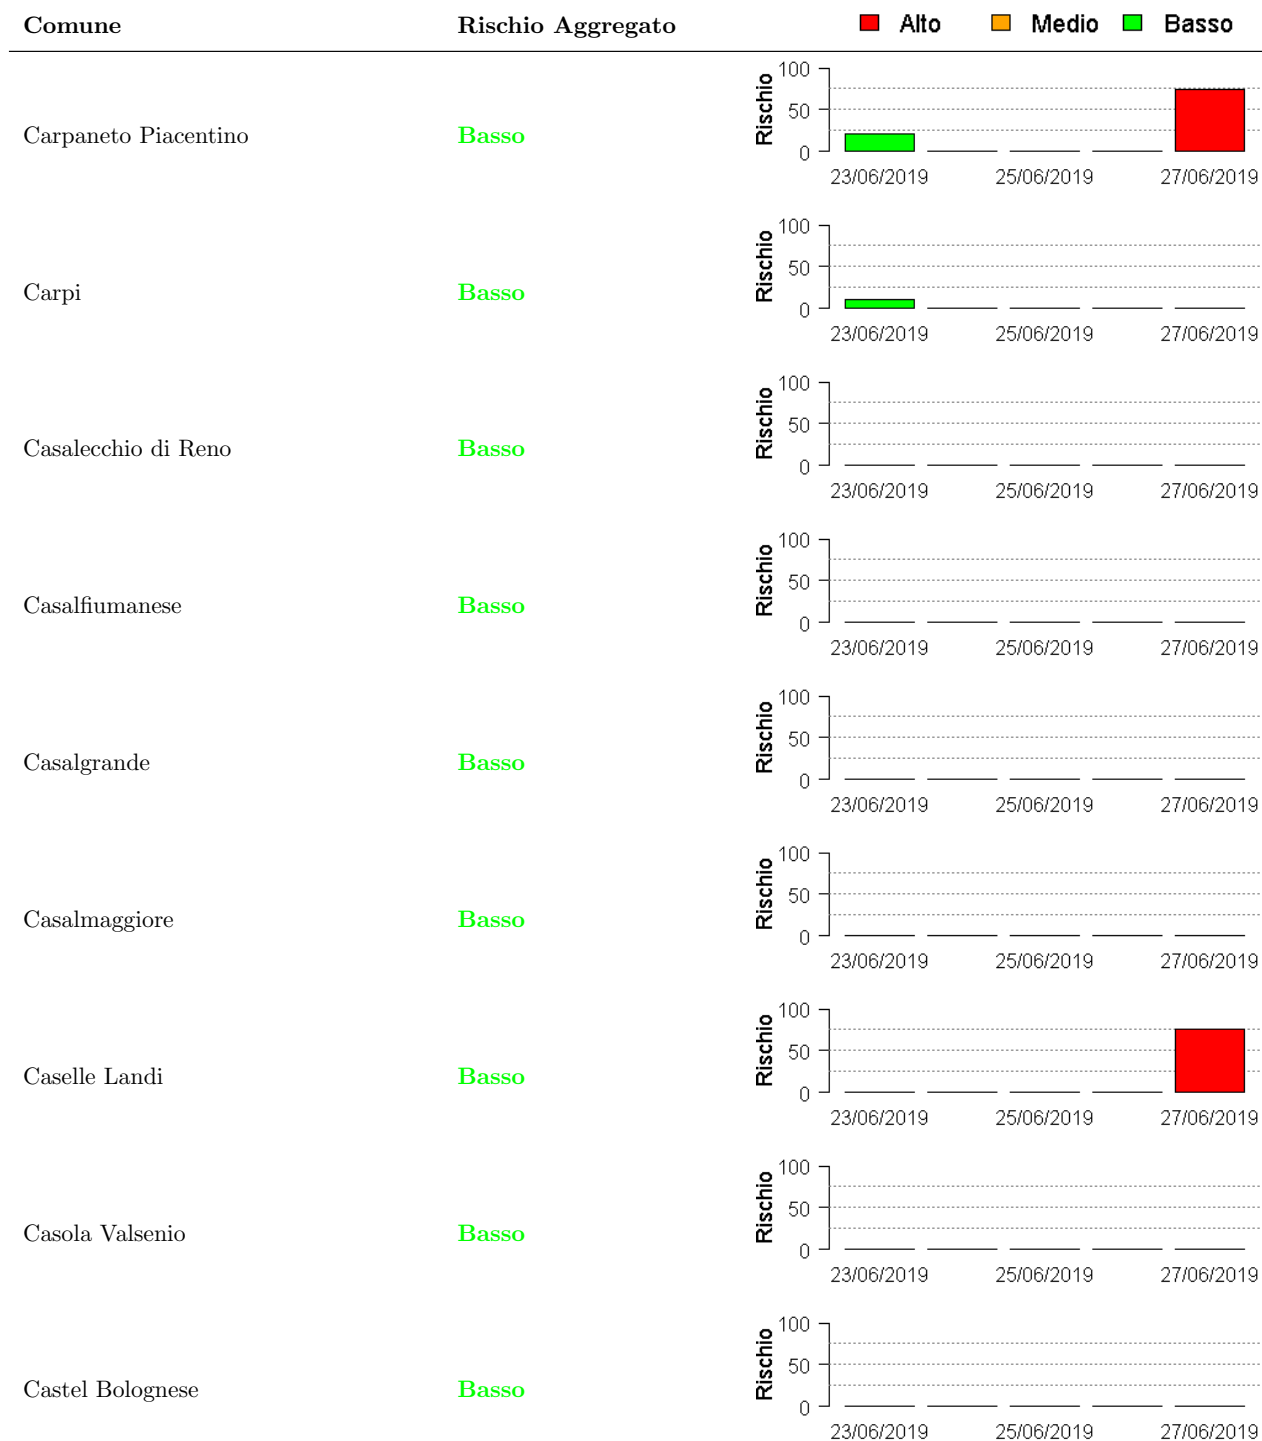 Comune Rischio Aggregato Alto Medio Basso
100
50
0
Rischio
Carpaneto Piacentino Basso
23/06/2019 25/06/2019 27/06/2019
100
50
0
Rischio
Carpi Basso
23/06/2019 25/06/2019 27/06/2019
100
50
0
Rischio
Casalecchio di Reno Basso
23/06/2019 25/06/2019 27/06/2019
100
50
0
Rischio
Casalfiumanese Basso
23/06/2019 25/06/2019 27/06/2019
100
50
0
Rischio
Casalgrande Basso
23/06/2019 25/06/2019 27/06/2019
100
50
0
Rischio
Casalmaggiore Basso
23/06/2019 25/06/2019 27/06/2019
100
50
0
Rischio
Caselle Landi Basso
23/06/2019 25/06/2019 27/06/2019
100
50
0
Rischio
Casola Valsenio Basso
23/06/2019 25/06/2019 27/06/2019
100
50
0
Rischio
Castel Bolognese Basso
23/06/2019 25/06/2019 27/06/2019